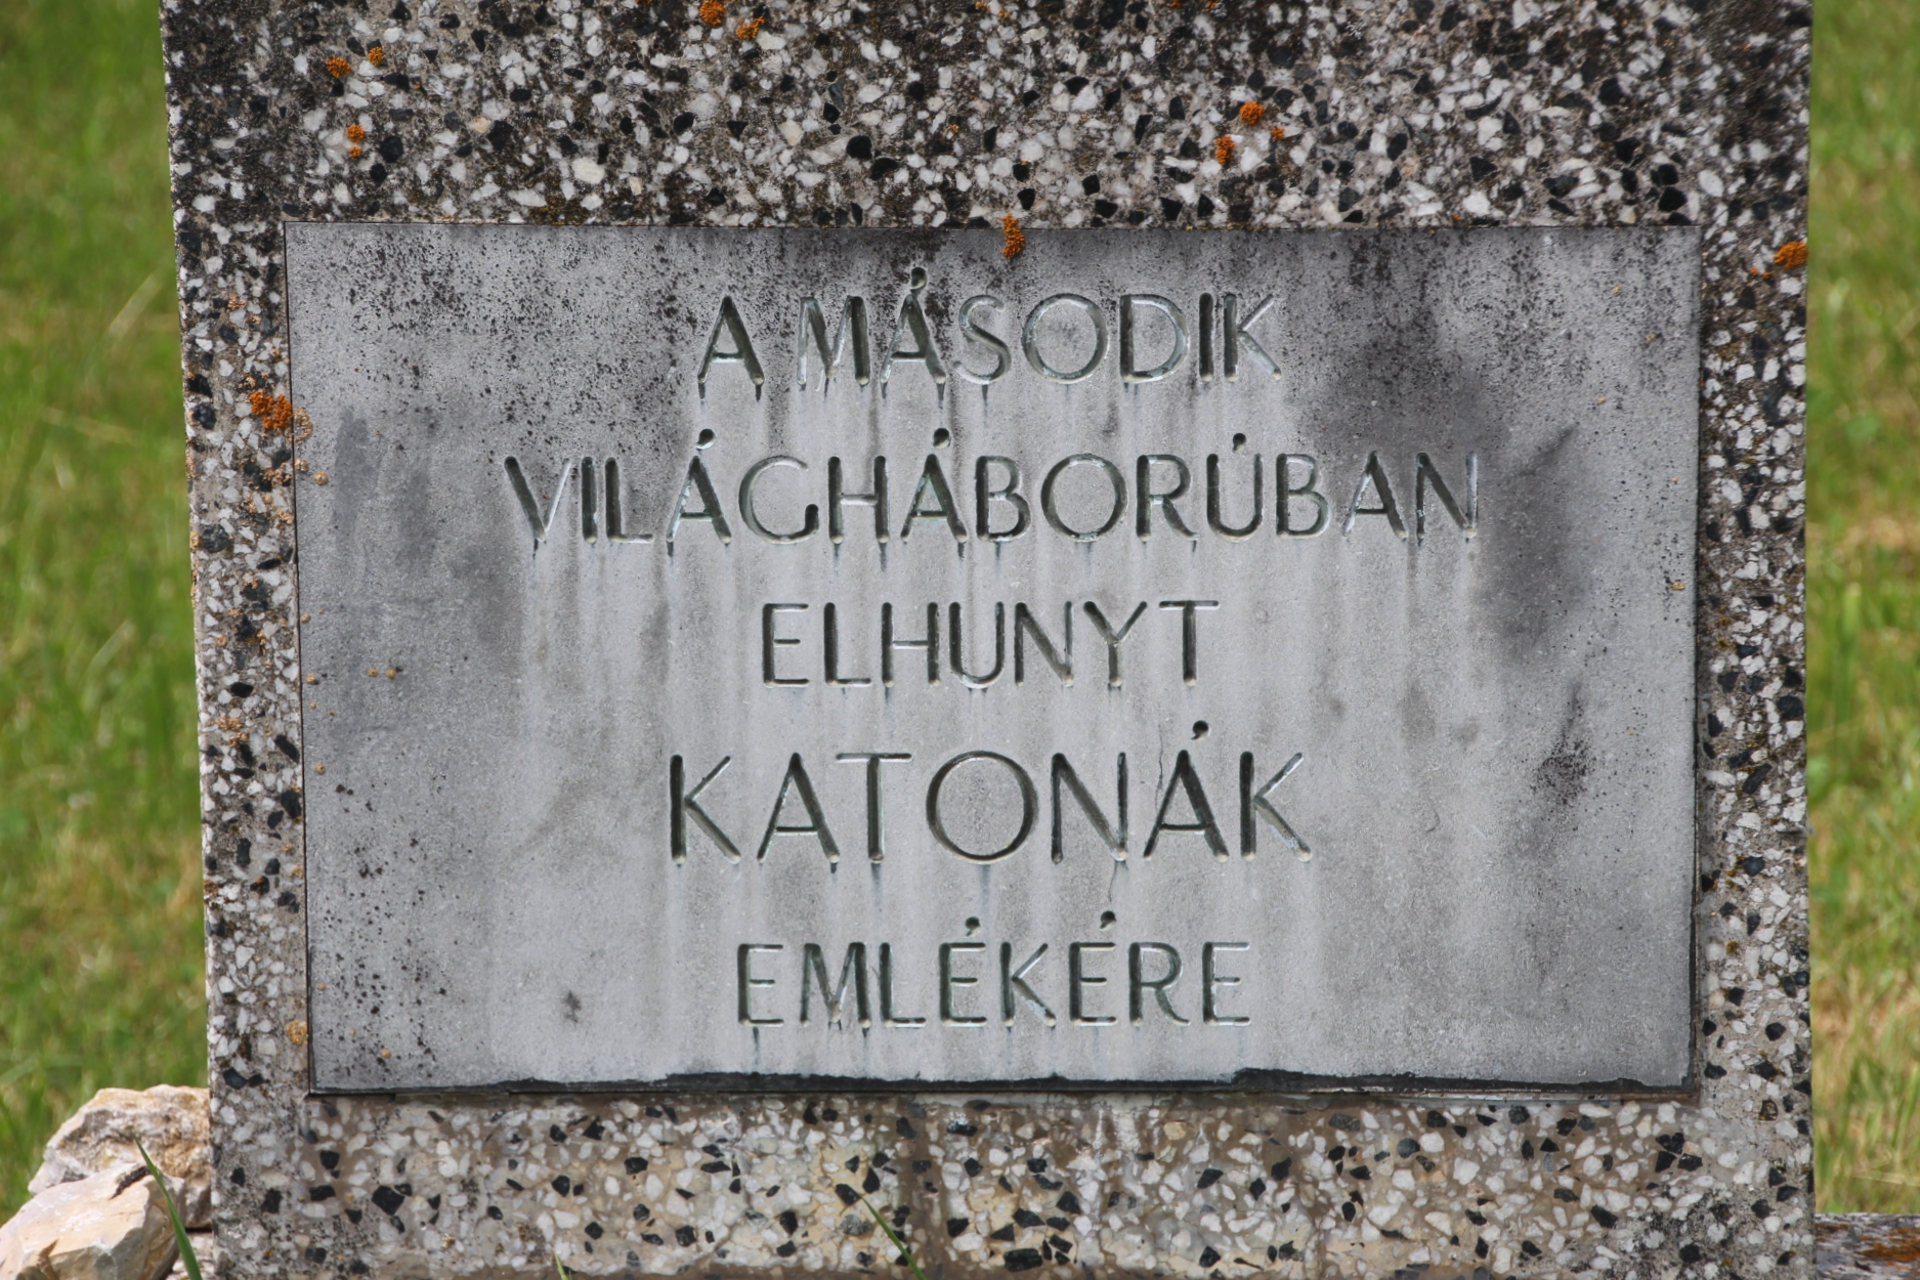 A MÁSODIK
VILÁGHÁBORÚBAN
ELHUNYT
KATONÁK
EMLÉKÉRE